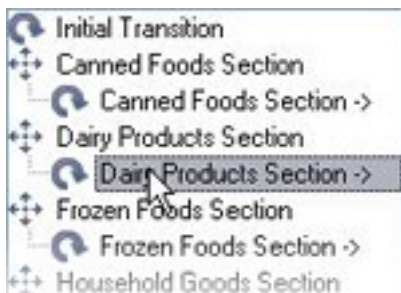 Initial Transition
Canned Foods Section
Canned Foods Section ->
Dairy Products Section
Dairy Products Section ->
Frozen Foods Section
Frozen Foods Section ->
Household Goods Section